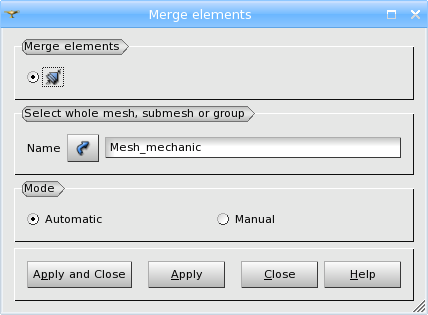 Merge elements
Merge elements
Select whole mesh, submesh or group
Name Mesh_mechanic
Mode
Automatic Manual
Apply and Close Apply Close Help